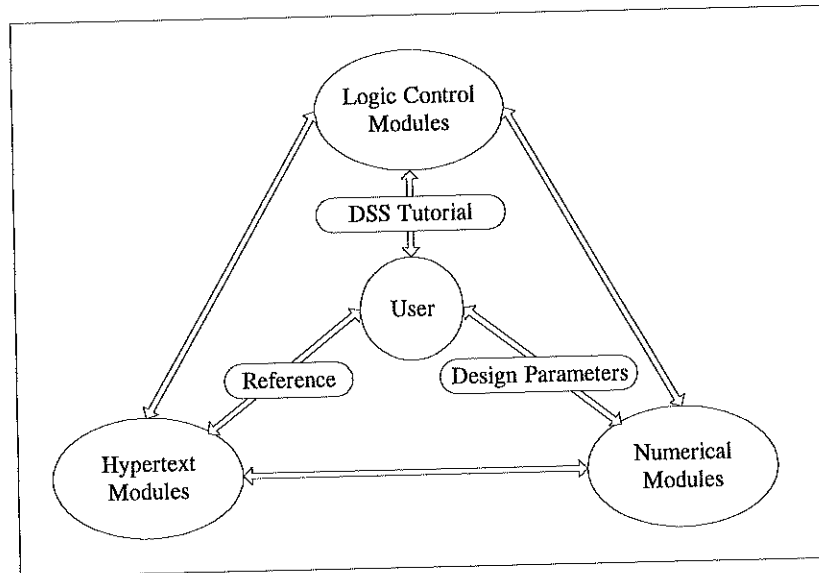 Logic Control
Modules
DSS Tutorial
User
Reference
Design Parameters
Hypertext
Modules
Numerical
Modules